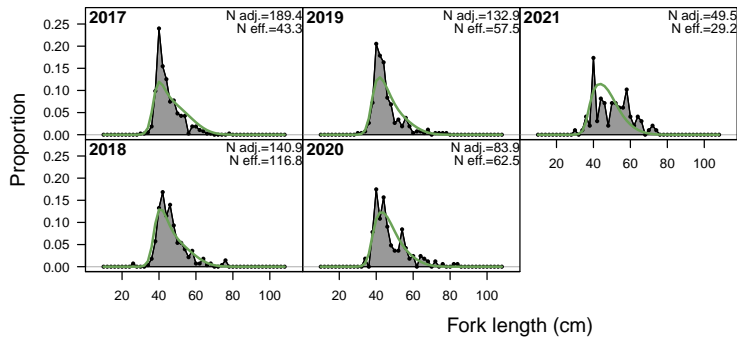 2017
N adj.=189.4
N eff.=43.3
2019
N adj.=132.9
N eff.=57.5
2021
N adj.=49.5
N eff.=29.2
0.25
0.20
0.15
0.10
0.05
0.00
2018
N adj.=140.9
N eff.=116.8
2020
N adj.=83.9
N eff.=62.5
0.25
0.20
0.15
0.10
0.05
0.00
Proportion
20 40 60 80 100
20 40 60 80 100
20 40 60 80 100
Fork length (cm)